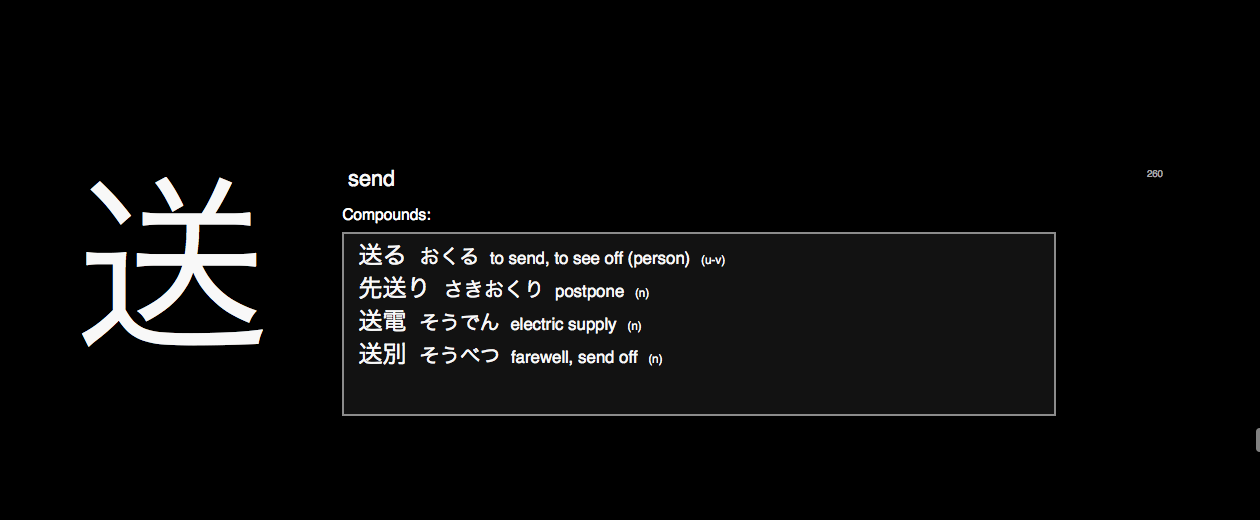 送
send
260
Compounds:
送る おくる to send, to see off (person) (u-v)
先送り さきおくり postpone (n)
送電 そうでん electric supply (n)
送別 そうべつ farewell, send off (n)